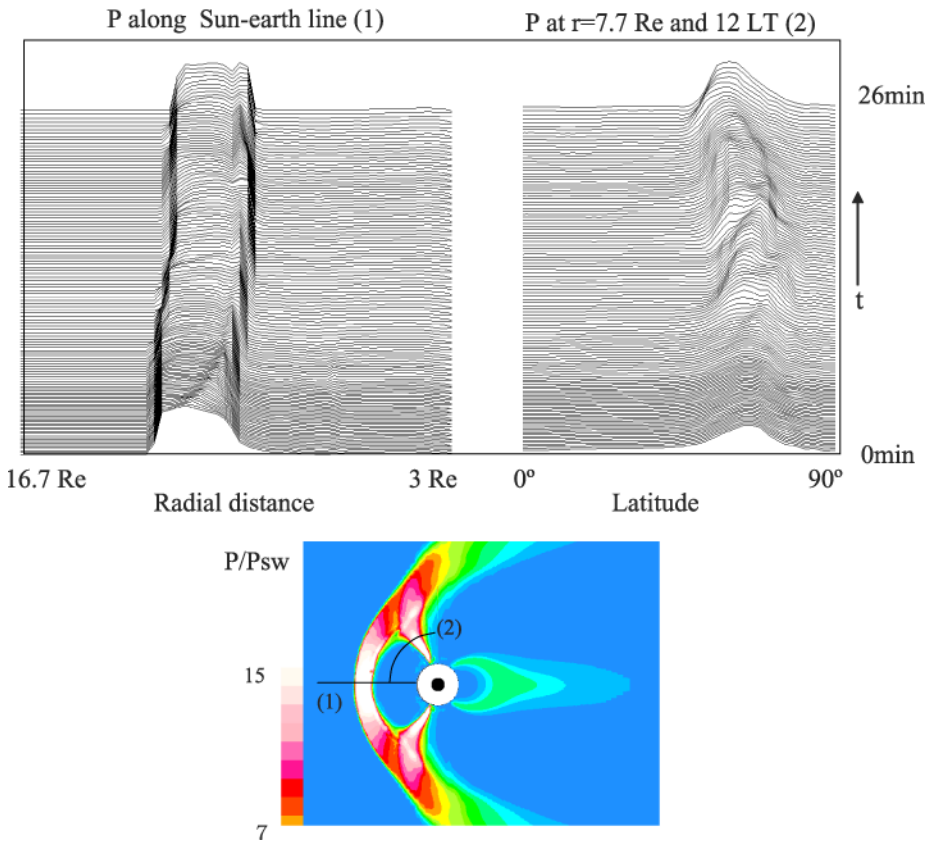 P along Sun-earth line (1)
P at r=7.7 Re and 12 LT (2)
26min
t
0min
16.7 Re
3 Re
0º
90º
Radial distance
Latitude
P/Psw
(2)
15
(1)
7